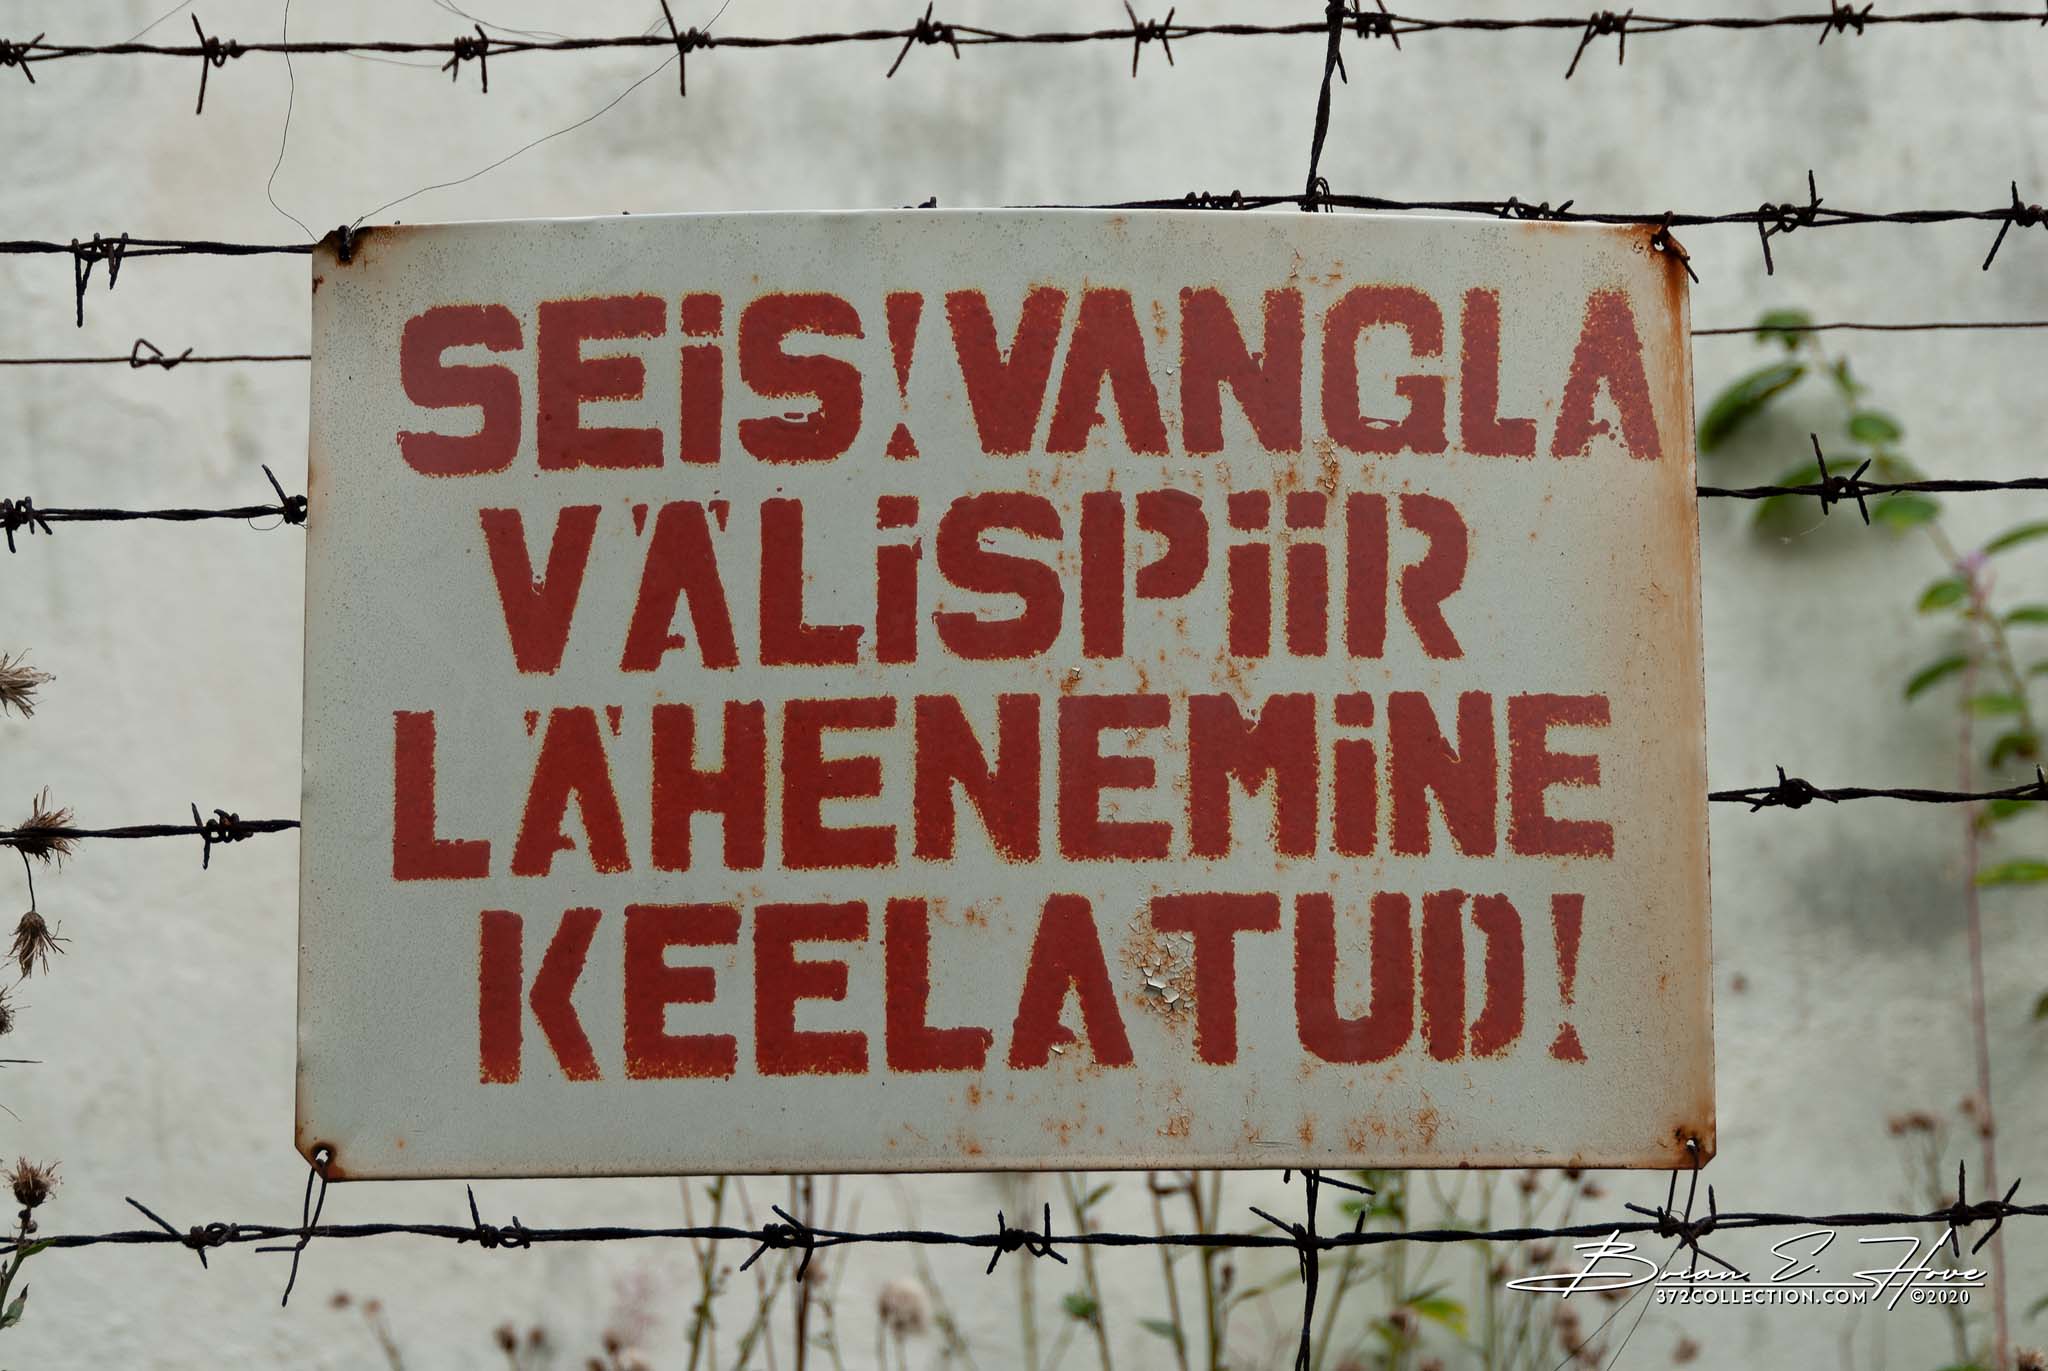 SEiS! VANGLA
VÄLiSPiiR
LÄHENEMiNE
KEELATUD!
Brian E. Hove
372COLLECTION.COM ©2020